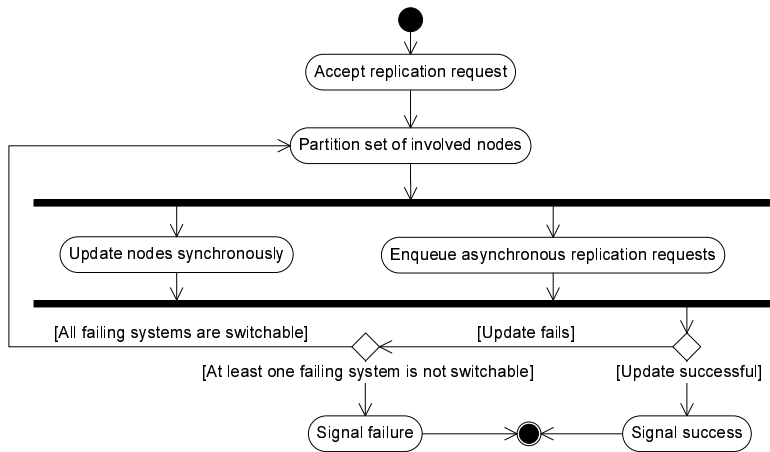 Accept replication request
Partition set of involved nodes
Update nodes synchronously
Enqueue asynchronous replication requests
[All failing systems are switchable]
[Update fails]
[At least one failing system is not switchable]
[Update successful]
Signal failure
Signal success